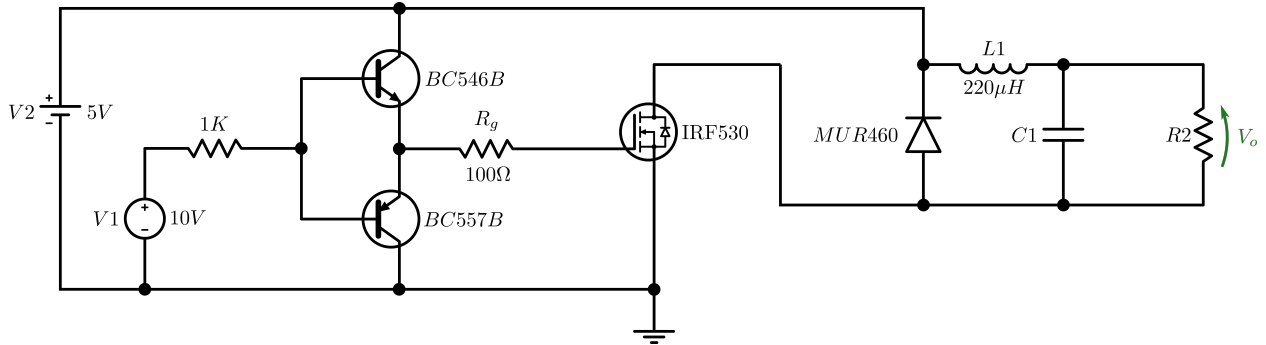 L1
BC546B
220μH
V2
5V
1K
R_g
IRF530
MUR460
C1
R2
V_o
100Ω
V1
10V
BC557B